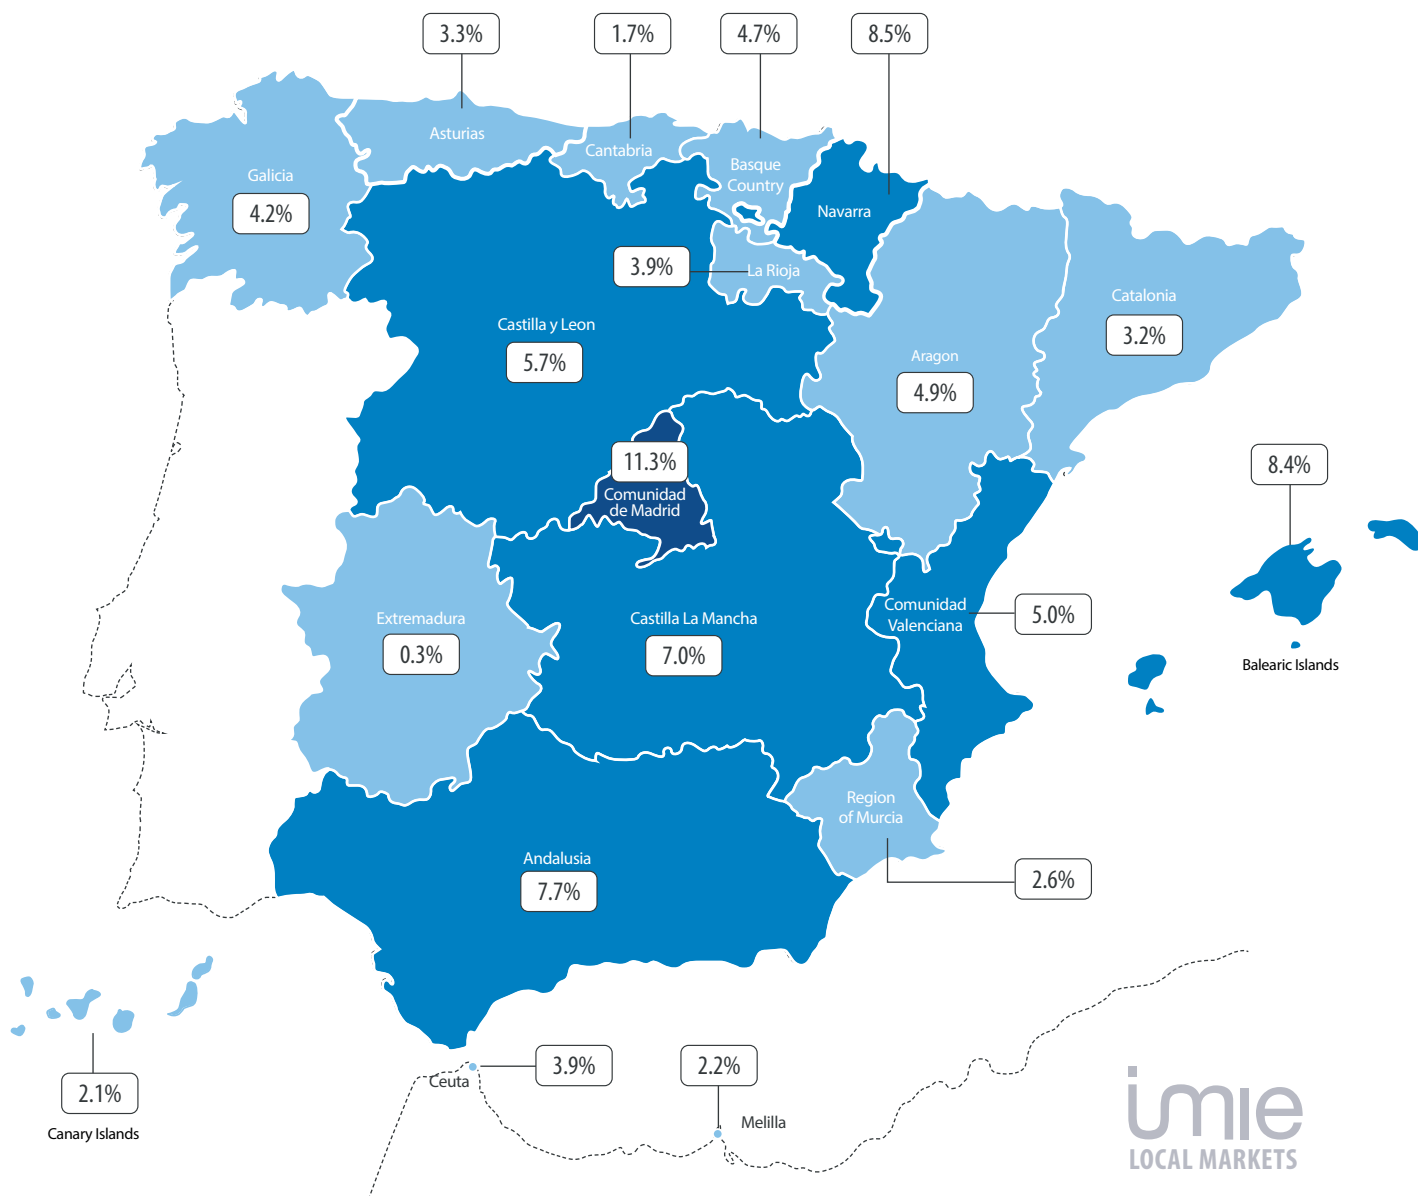 3.3%
1.7%
4.7%
8.5%
Asturias
Cantabria
Basque
Country
Galicia
4.2%
Navarra
3.9%
La Rioja
Catalonia
3.2%
Castilla y Leon
5.7%
Aragon
4.9%
11.3%
Comunidad
de Madrid
8.4%
Balearic Islands
Extremadura
0.3%
Castilla La Mancha
7.0%
Comunidad
Valenciana
5.0%
Region
of Murcia
2.6%
Andalusia
7.7%
2.1%
Canary Islands
Ceuta
3.9%
2.2%
Melilla
imie
LOCAL MARKETS